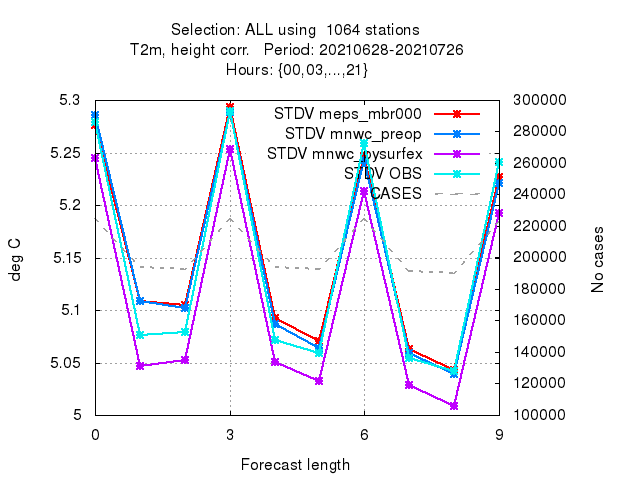 Selection: ALL using  1064 stations
T2m, height corr.   Period: 20210628-20210726
Hours: {00,03,...,21}
STDV meps_mbr000
STDV mnwc_preop
STDV mnwc_pysurfex
STDV OBS
CASES
5.3
5.25
5.2
5.15
5.1
5.05
5
deg C
300000
280000
260000
240000
220000
200000
180000
160000
140000
120000
100000
No cases
0 3 6 9
Forecast length